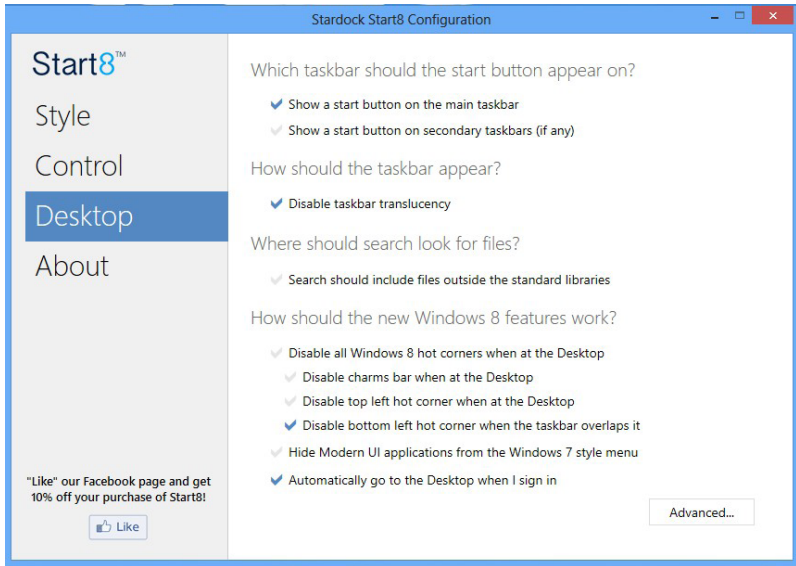 Stardock Start8 Configuration
Start8™
Style
Control
Desktop
About
"Like" our Facebook page and get
10% off your purchase of Start8!
Like
Which taskbar should the start button appear on?
Show a start button on the main taskbar
Show a start button on secondary taskbars (if any)
How should the taskbar appear?
Disable taskbar translucency
Where should search look for files?
Search should include files outside the standard libraries
How should the new Windows 8 features work?
Disable all Windows 8 hot corners when at the Desktop
Disable charms bar when at the Desktop
Disable top left hot corner when at the Desktop
Disable bottom left hot corner when the taskbar overlaps it
Hide Modern UI applications from the Windows 7 style menu
Automatically go to the Desktop when I sign in
Advanced...